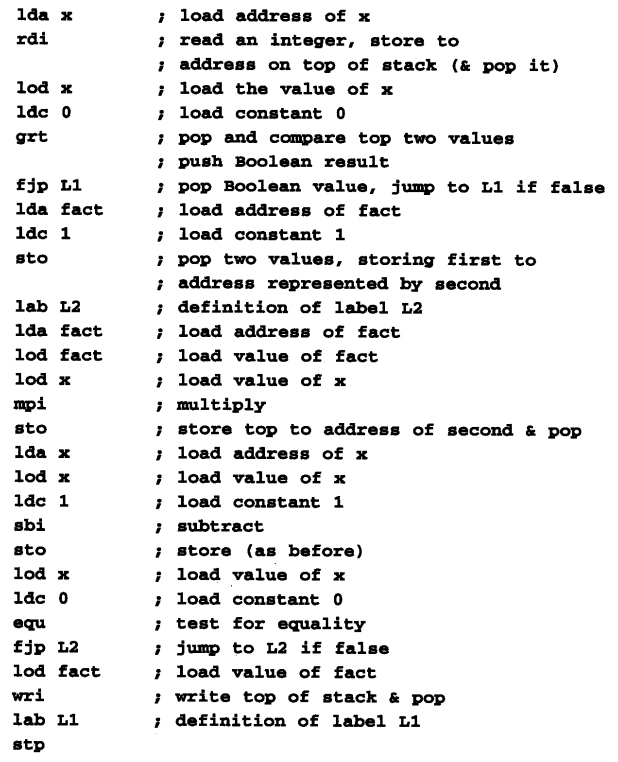 lda x ; load address of x
rdi ; read an integer, store to
; address on top of stack (& pop it)
lod x ; load the value of x
ldc 0 ; load constant 0
grt ; pop and compare top two values
; push Boolean result
fjp L1 ; pop Boolean value, jump to L1 if false
lda fact ; load address of fact
ldc 1 ; load constant 1
sto ; pop two values, storing first to
; address represented by second
lab L2 ; definition of label L2
lda fact ; load address of fact
lod fact ; load value of fact
lod x ; load value of x
mpi ; multiply
sto ; store top to address of second & pop
lda x ; load address of x
lod x ; load value of x
ldc 1 ; load constant 1
sbi ; subtract
sto ; store (as before)
lod x ; load value of x
ldc 0 ; load constant 0
equ ; test for equality
fjp L2 ; jump to L2 if false
lod fact ; load value of fact
wri ; write top of stack & pop
lab L1 ; definition of label L1
stp